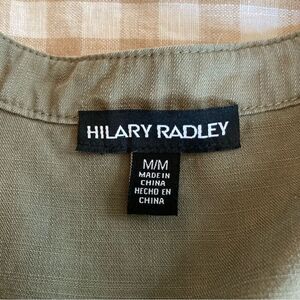 HILARY RADLEY
M/M
MADE IN
CHINA
HECHO EN
CHINA